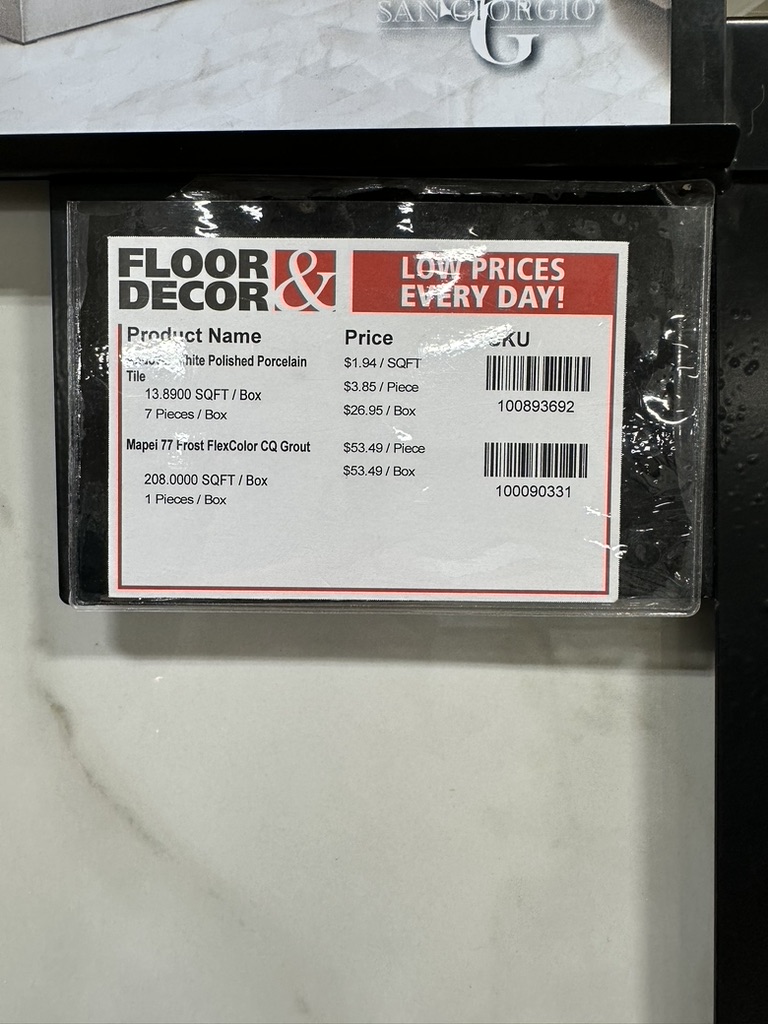 SAN GIORGIO
G
FLOOR & DECOR
LOW PRICES
EVERY DAY!
Product Name Price SKU
White Polished Porcelain
Tile
$1.94 / SQFT
13.8900 SQFT / Box
$3.85 / Piece
7 Pieces / Box
$26.95 / Box
100893692
Mapei 77 Frost FlexColor CQ Grout
$53.49 / Piece
208.0000 SQFT / Box
$53.49 / Box
1 Pieces / Box
100090331